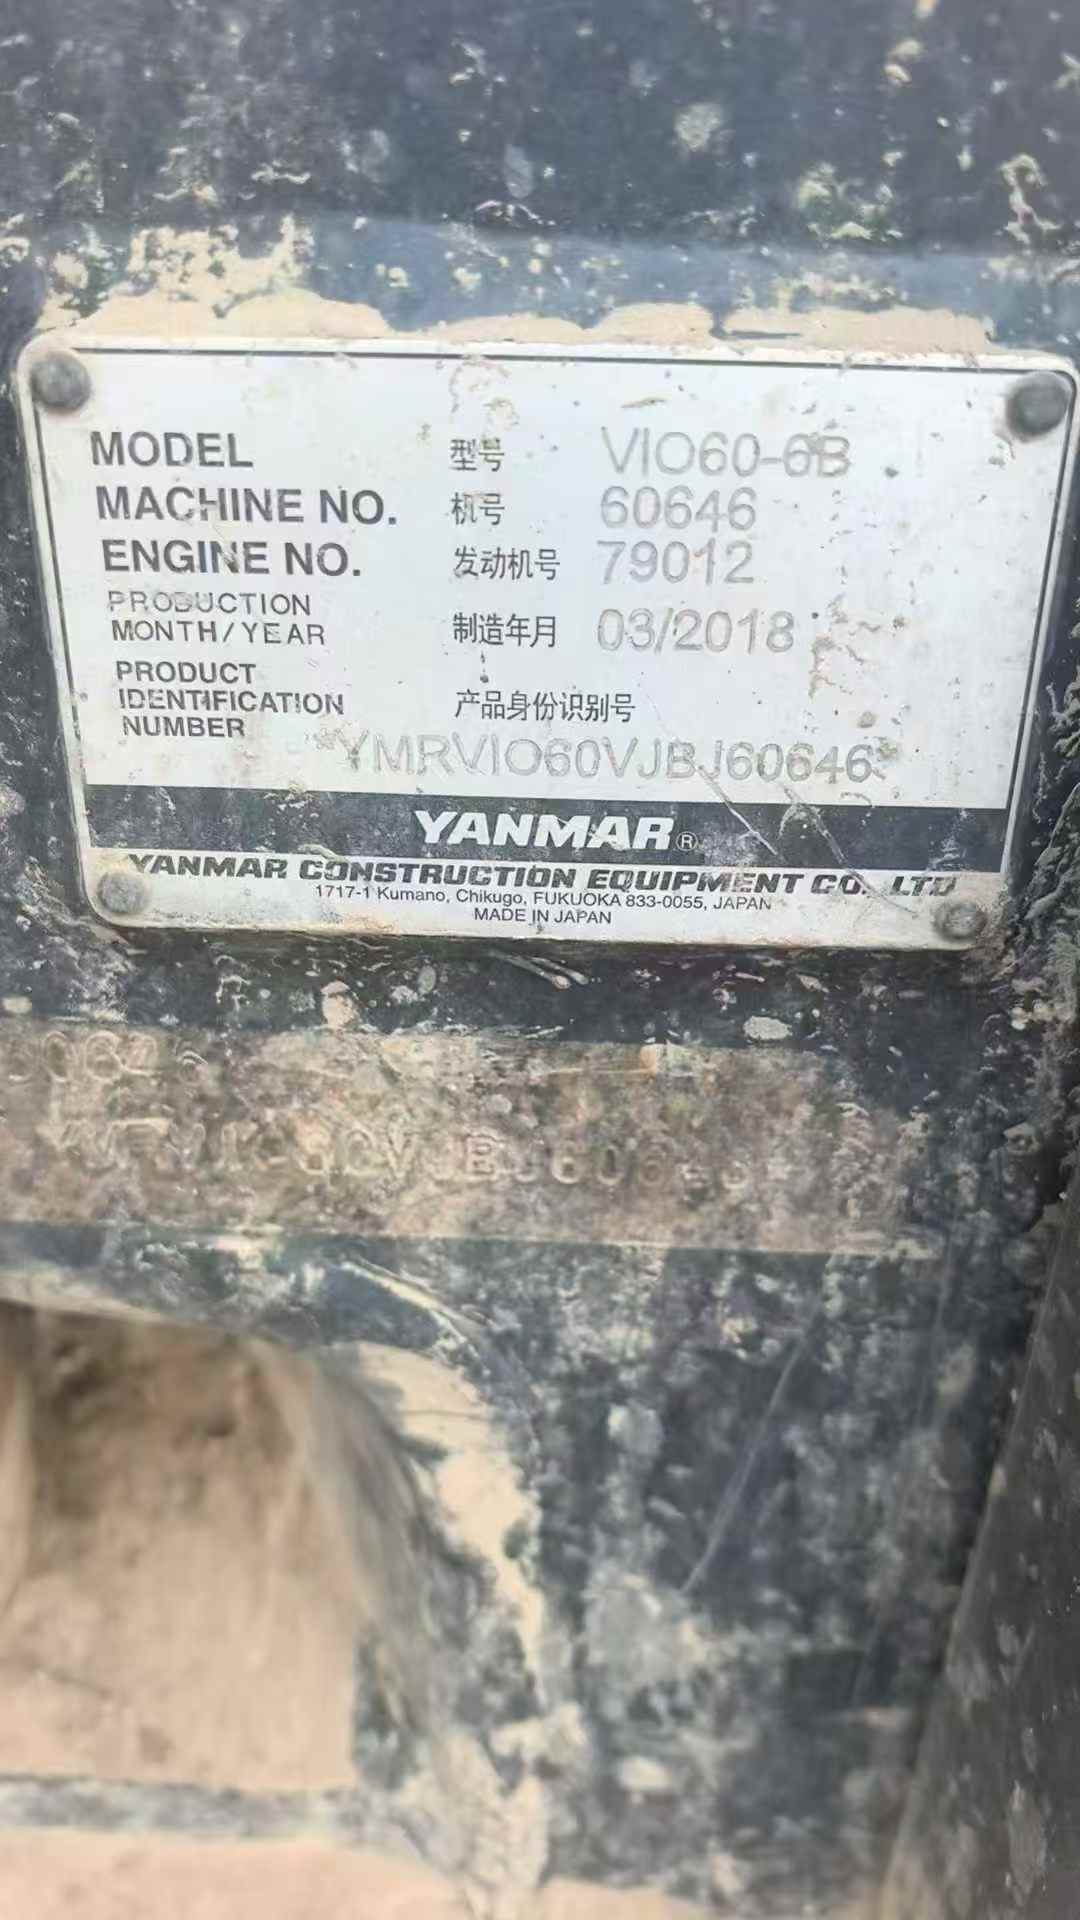 MODEL 型号 VIO60-6B
MACHINE NO. 机号 60646
ENGINE NO. 发动机号 79012
PRODUCTION
MONTH/YEAR 制造年月 03/2018
PRODUCT
IDENTIFICATION 产品身份识别号
NUMBER
*YMRVIO60VJBJ60646*
YANMAR®
YANMAR CONSTRUCTION EQUIPMENT CO., LTD
1717-1 Kumano, Chikugo, FUKUOKA 833-0055, JAPAN
MADE IN JAPAN